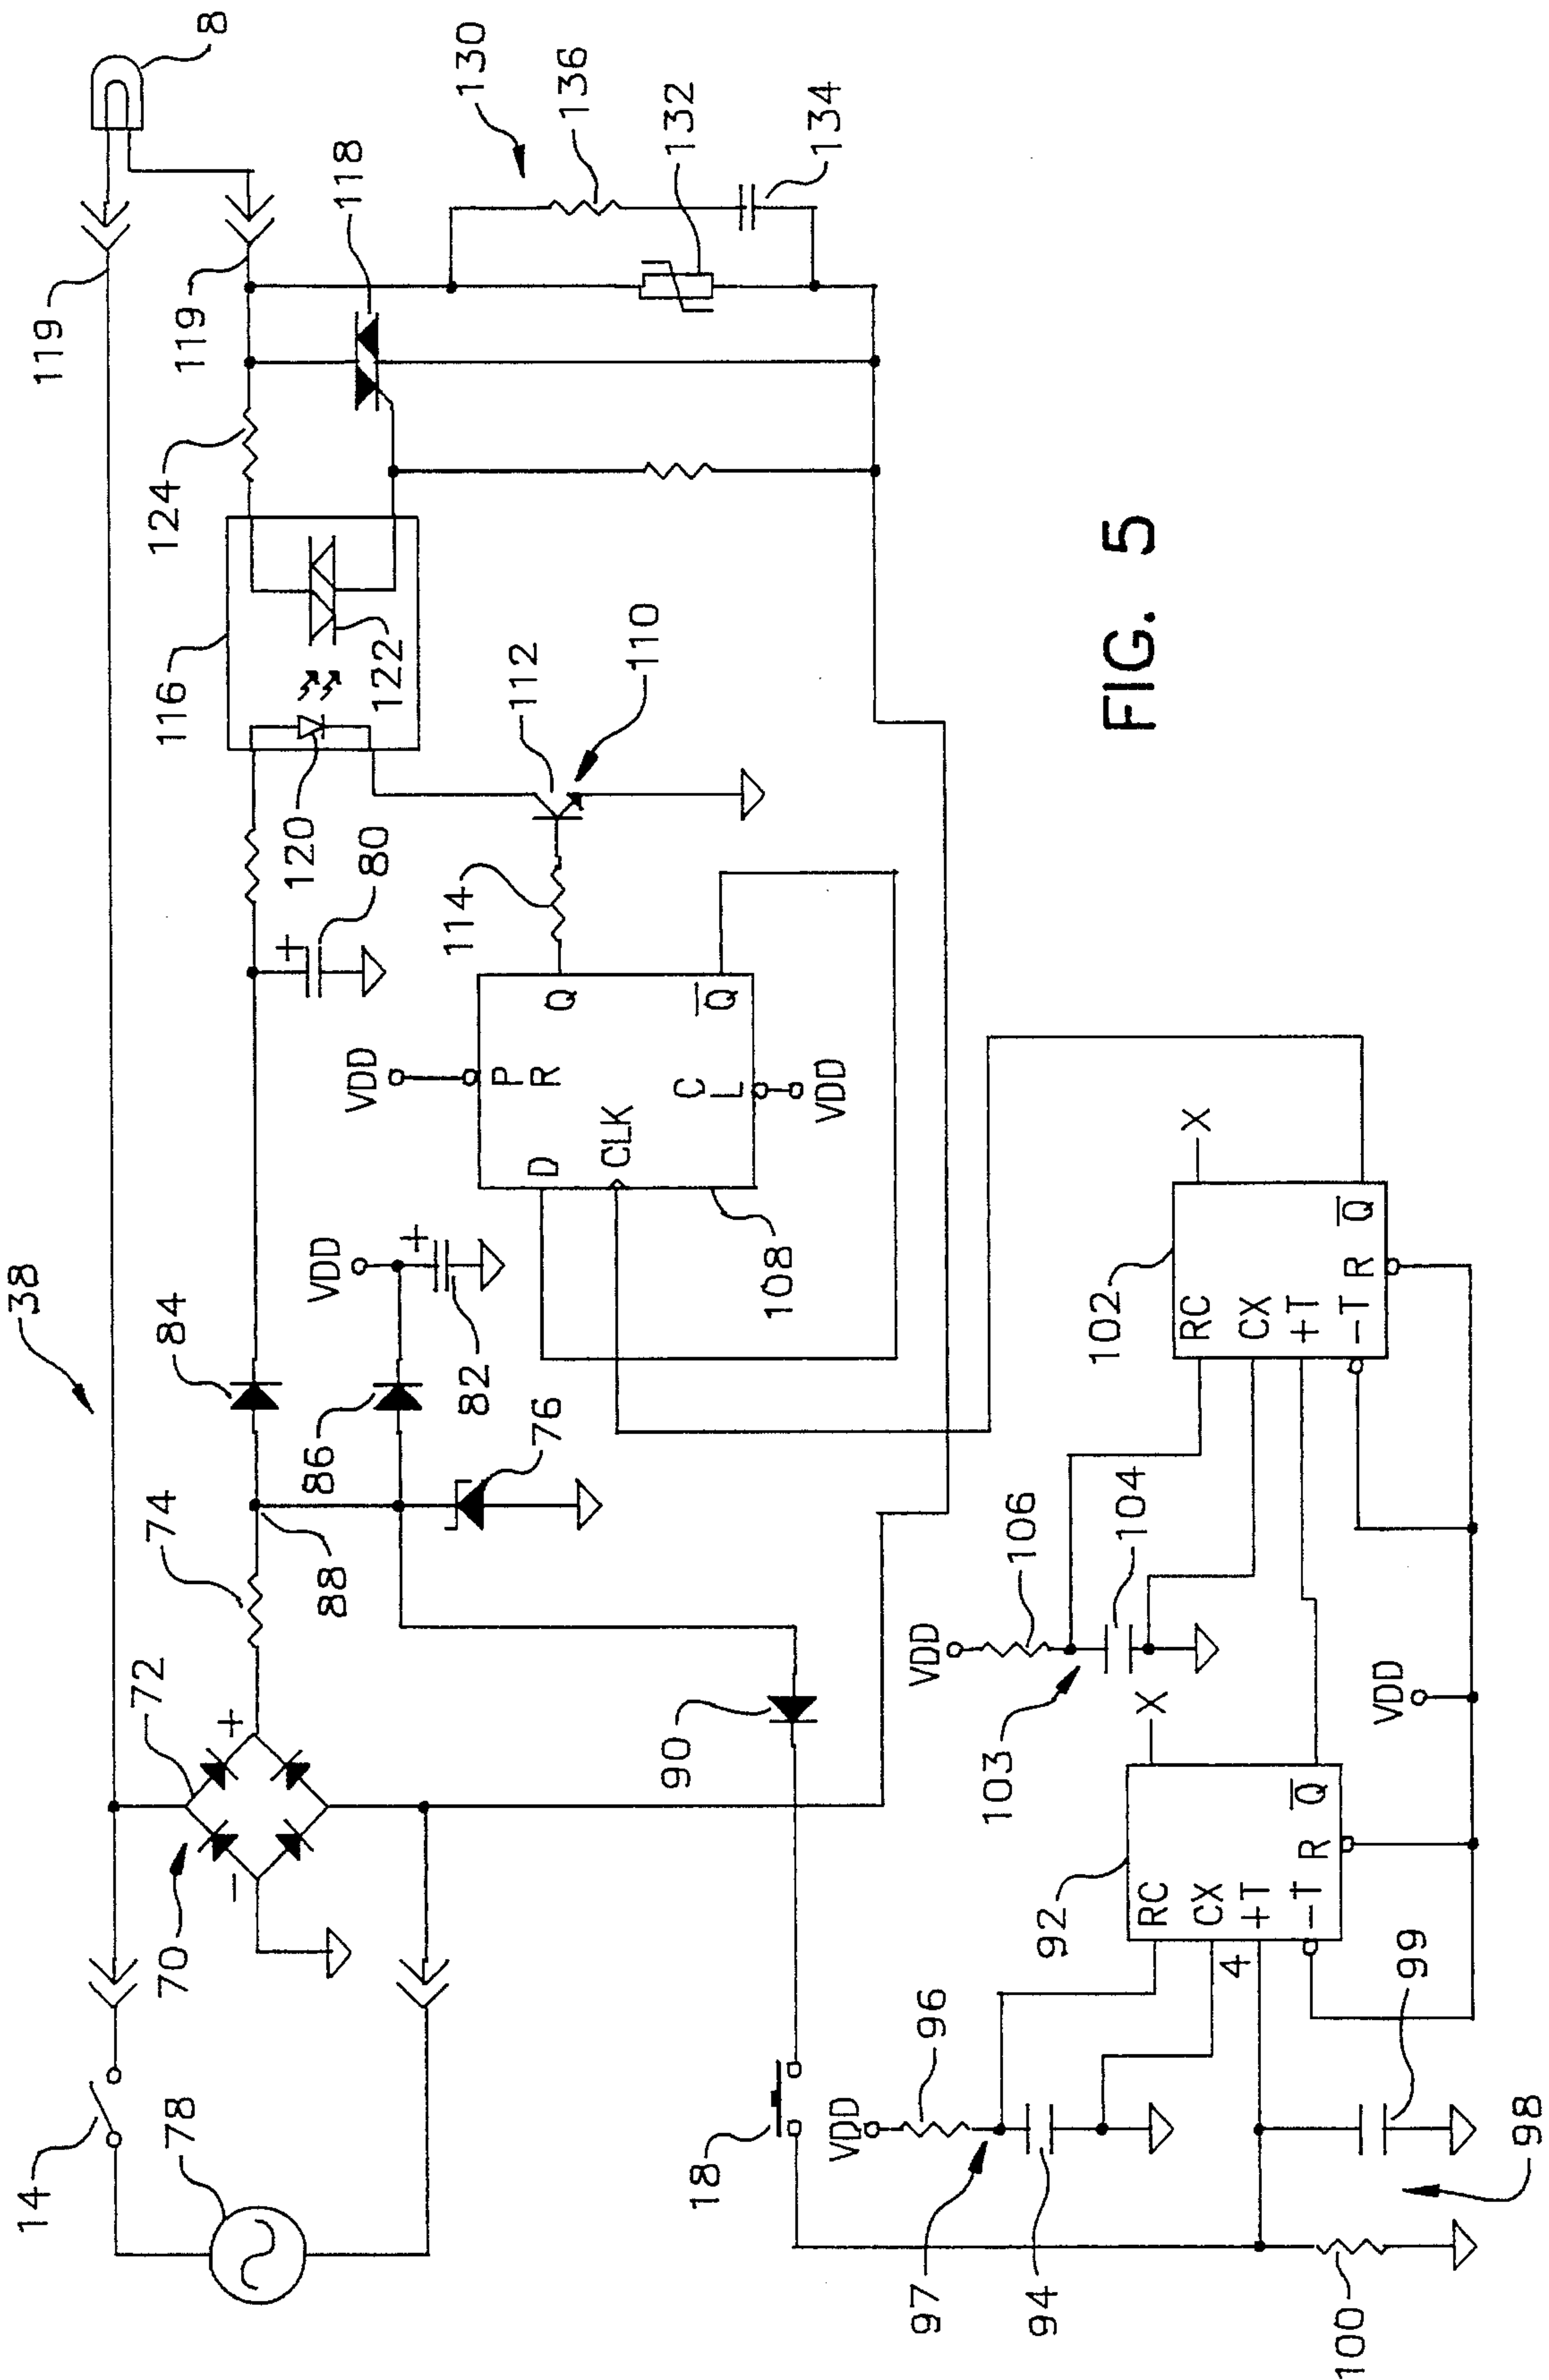 38
119
8
14
78
72
74
84
+
−
70
88
86
VDD
+
82
76
+
80
120
116
122
124
119
118
130
136
132
134
VDD
PR
D
Q
CLK
CL
Q̅
VDD
108
114
112
110
90
18
VDD
96
97
94
92
RC
CX
4
+T
−T
R
Q̅
X
99
98
100
VDD
106
103
104
102
RC
CX
+T
−T
R
Q̅
X
VDD
FIG. 5